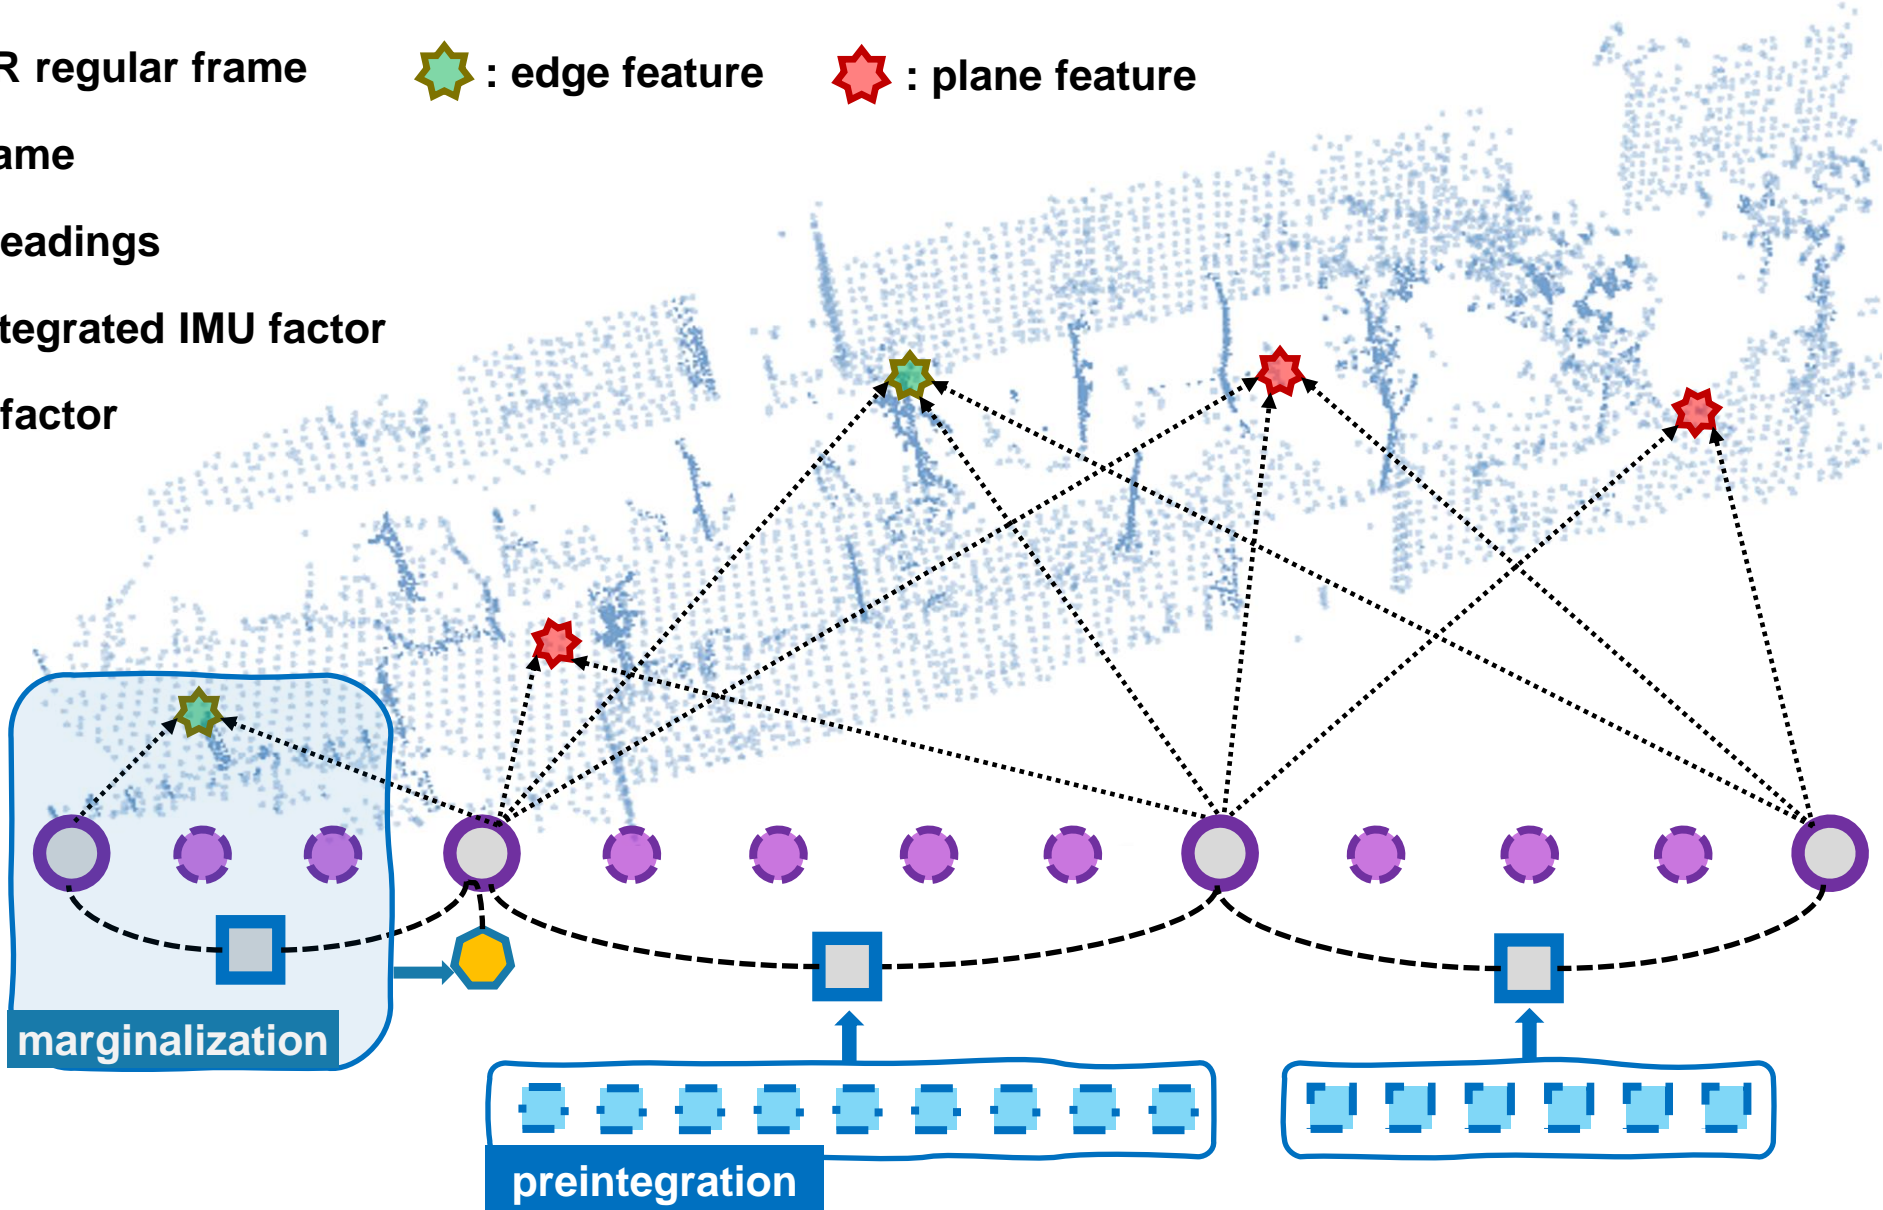 R regular frame
: edge feature
: plane feature
ame
eadings
tegrated IMU factor
factor
marginalization
preintegration